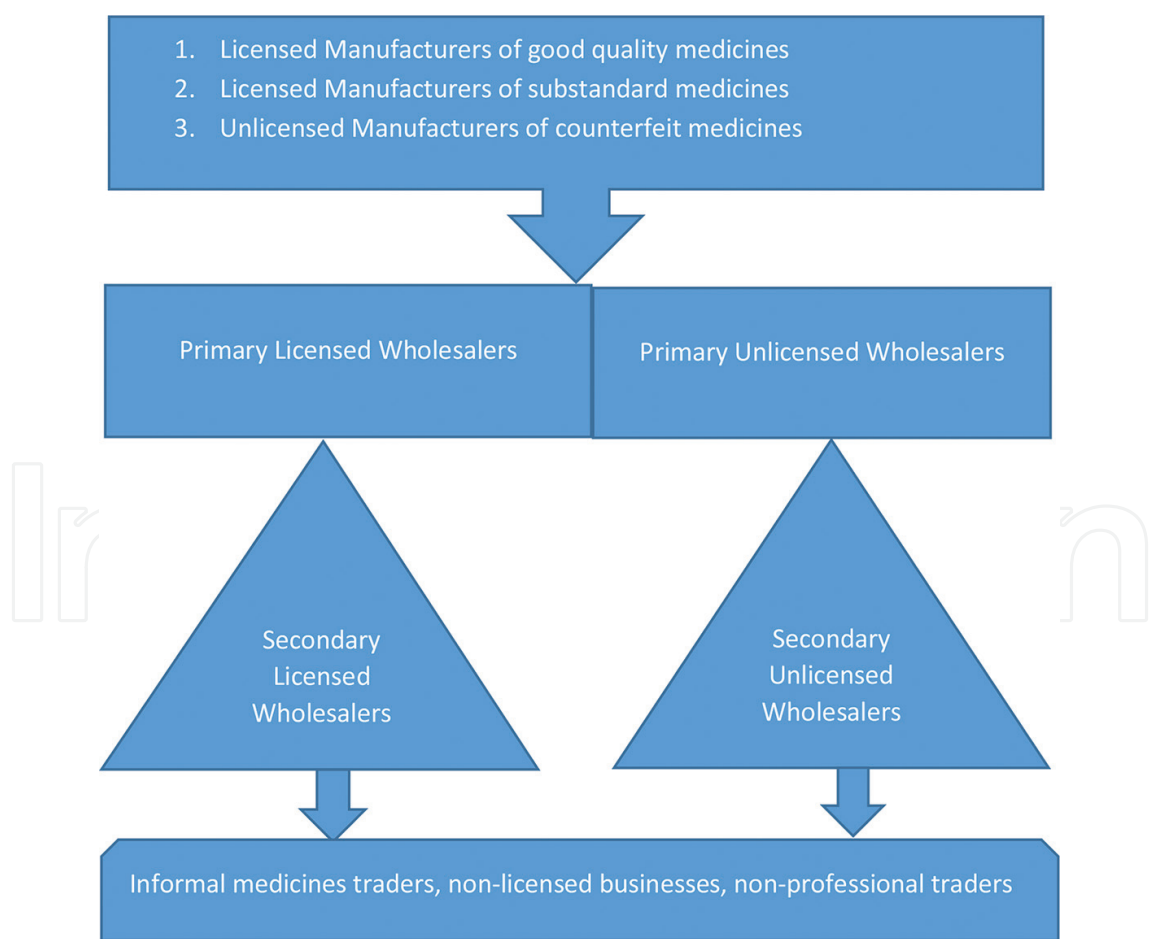 1. Licensed Manufacturers of good quality medicines
2. Licensed Manufacturers of substandard medicines
3. Unlicensed Manufacturers of counterfeit medicines
Primary Licensed Wholesalers
Primary Unlicensed Wholesalers
Secondary
Licensed
Wholesalers
Secondary
Unlicensed
Wholesalers
Informal medicines traders, non-licensed businesses, non-professional traders